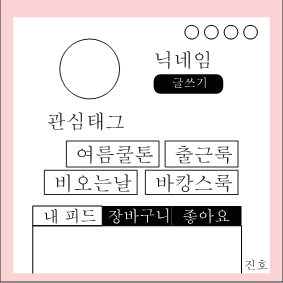 닉네임
글쓰기
관심태그
여름쿨톤 출근룩
비오는날 바캉스룩
내 피드 장바구니 좋아요
진호